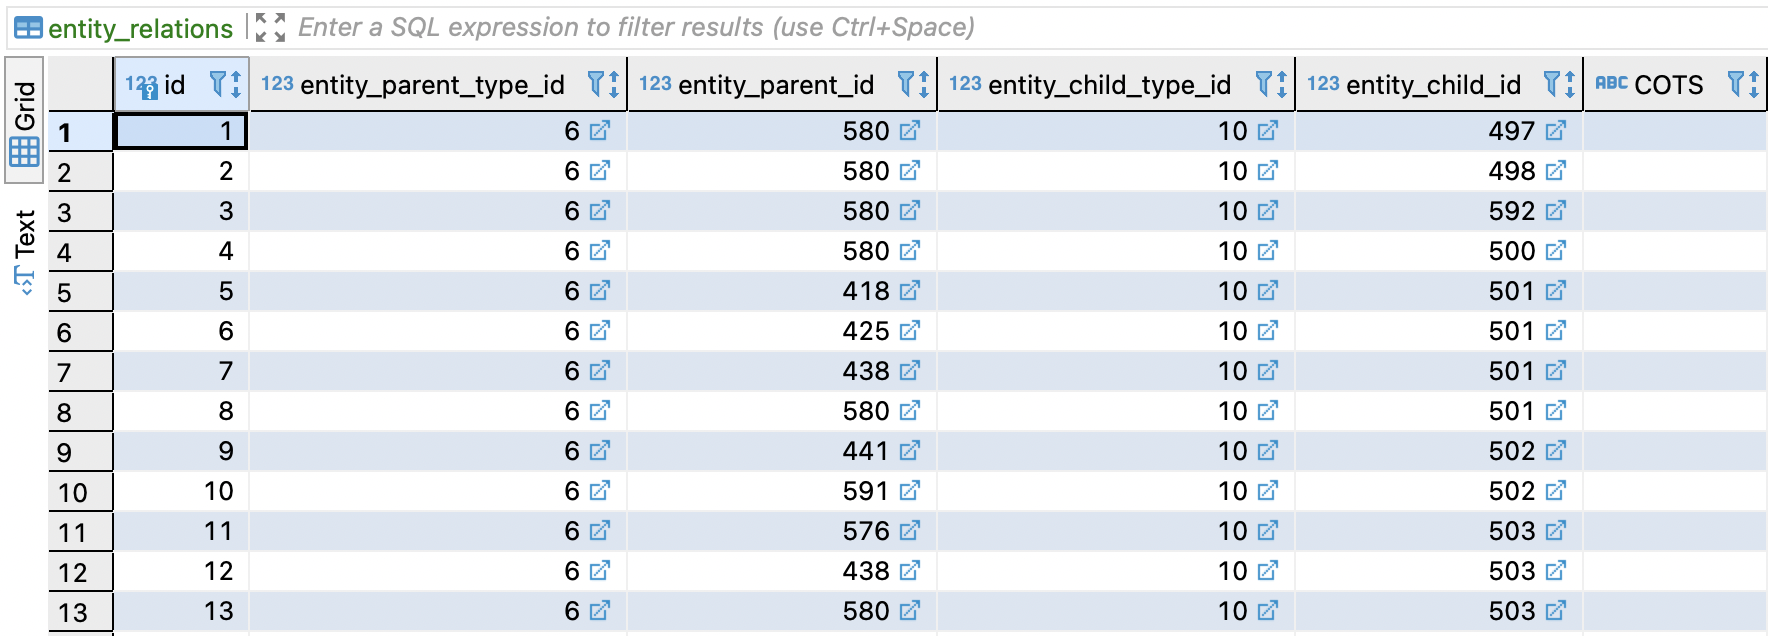 entity_relations Enter a SQL expression to filter results (use Ctrl+Space)
Grid
Text
123 id 123 entity_parent_type_id 123 entity_parent_id 123 entity_child_type_id 123 entity_child_id ABC COTS
1 1 6 580 10 497
2 2 6 580 10 498
3 3 6 580 10 592
4 4 6 580 10 500
5 5 6 418 10 501
6 6 6 425 10 501
7 7 6 438 10 501
8 8 6 580 10 501
9 9 6 441 10 502
10 10 6 591 10 502
11 11 6 576 10 503
12 12 6 438 10 503
13 13 6 580 10 503